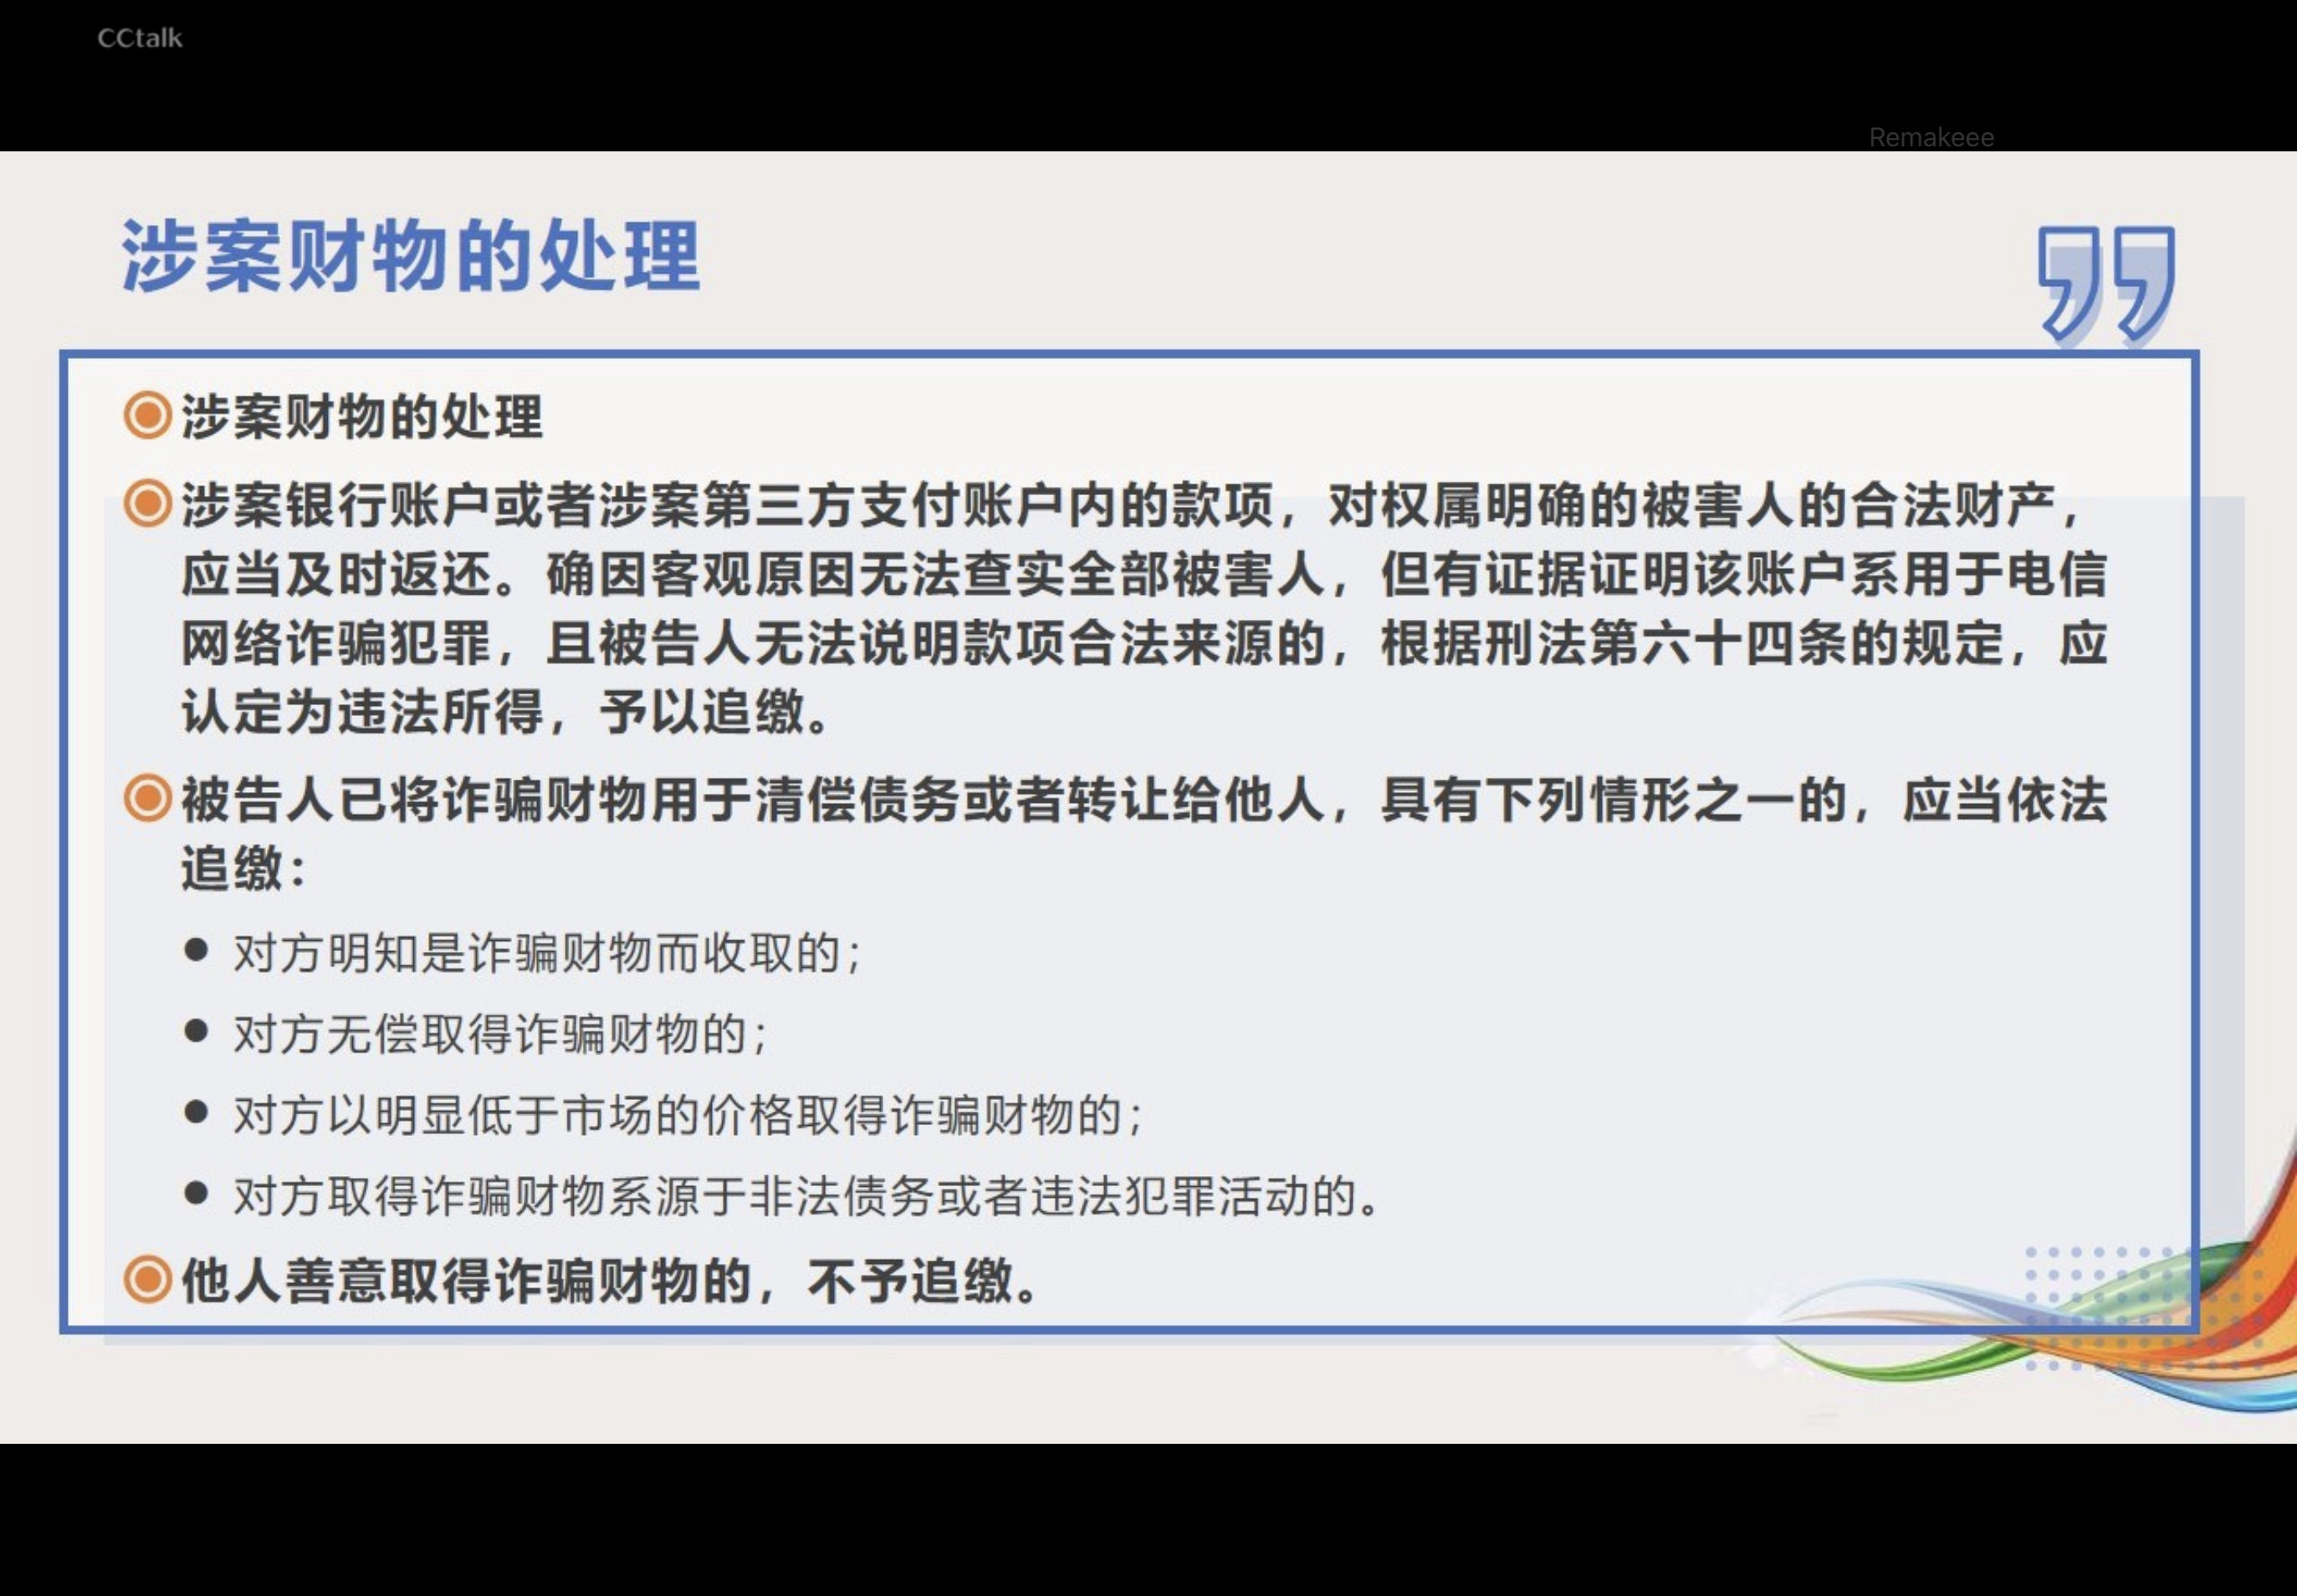 CCtalk
Remakeee
涉案财物的处理
涉案财物的处理
涉案银行账户或者涉案第三方支付账户内的款项，对权属明确的被害人的合法财产，
应当及时返还。确因客观原因无法查实全部被害人，但有证据证明该账户系用于电信
网络诈骗犯罪，且被告人无法说明款项合法来源的，根据刑法第六十四条的规定，应
认定为违法所得，予以追缴。
被告人已将诈骗财物用于清偿债务或者转让给他人，具有下列情形之一的，应当依法
追缴：
对方明知是诈骗财物而收取的；
对方无偿取得诈骗财物的；
对方以明显低于市场的价格取得诈骗财物的；
对方取得诈骗财物系源于非法债务或者违法犯罪活动的。
他人善意取得诈骗财物的，不予追缴。